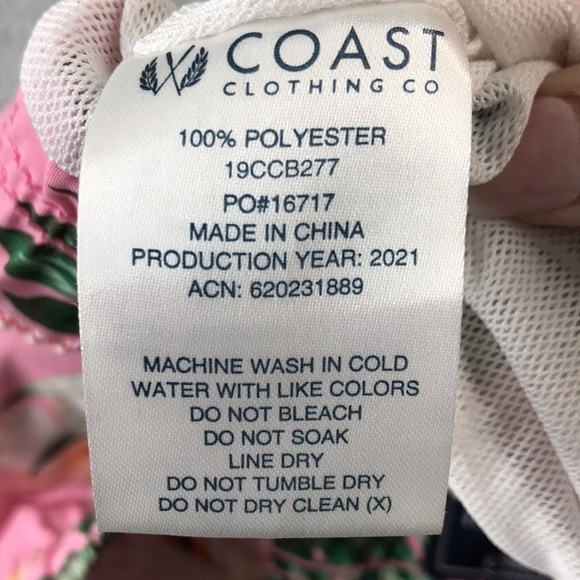 COAST
CLOTHING CO
100% POLYESTER
19CCB277
PO#16717
MADE IN CHINA
PRODUCTION YEAR: 2021
ACN: 620231889
MACHINE WASH IN COLD
WATER WITH LIKE COLORS
DO NOT BLEACH
DO NOT SOAK
LINE DRY
DO NOT TUMBLE DRY
DO NOT DRY CLEAN (X)